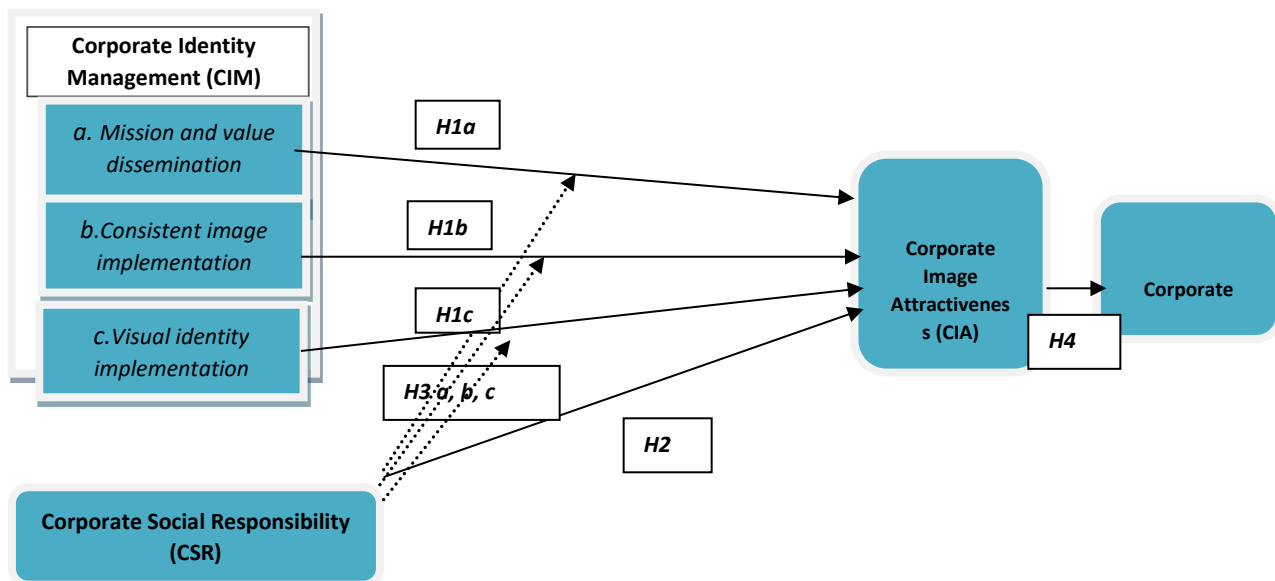 Corporate Identity
Management (CIM)
a. Mission and value
dissemination
b.Consistent image
implementation
c.Visual identity
implementation
H1a
H1b
H1c
H3 a, b, c
H2
Corporate Social Responsibility
(CSR)
Corporate
Image
Attractivenes
s (CIA)
H4
Corporate